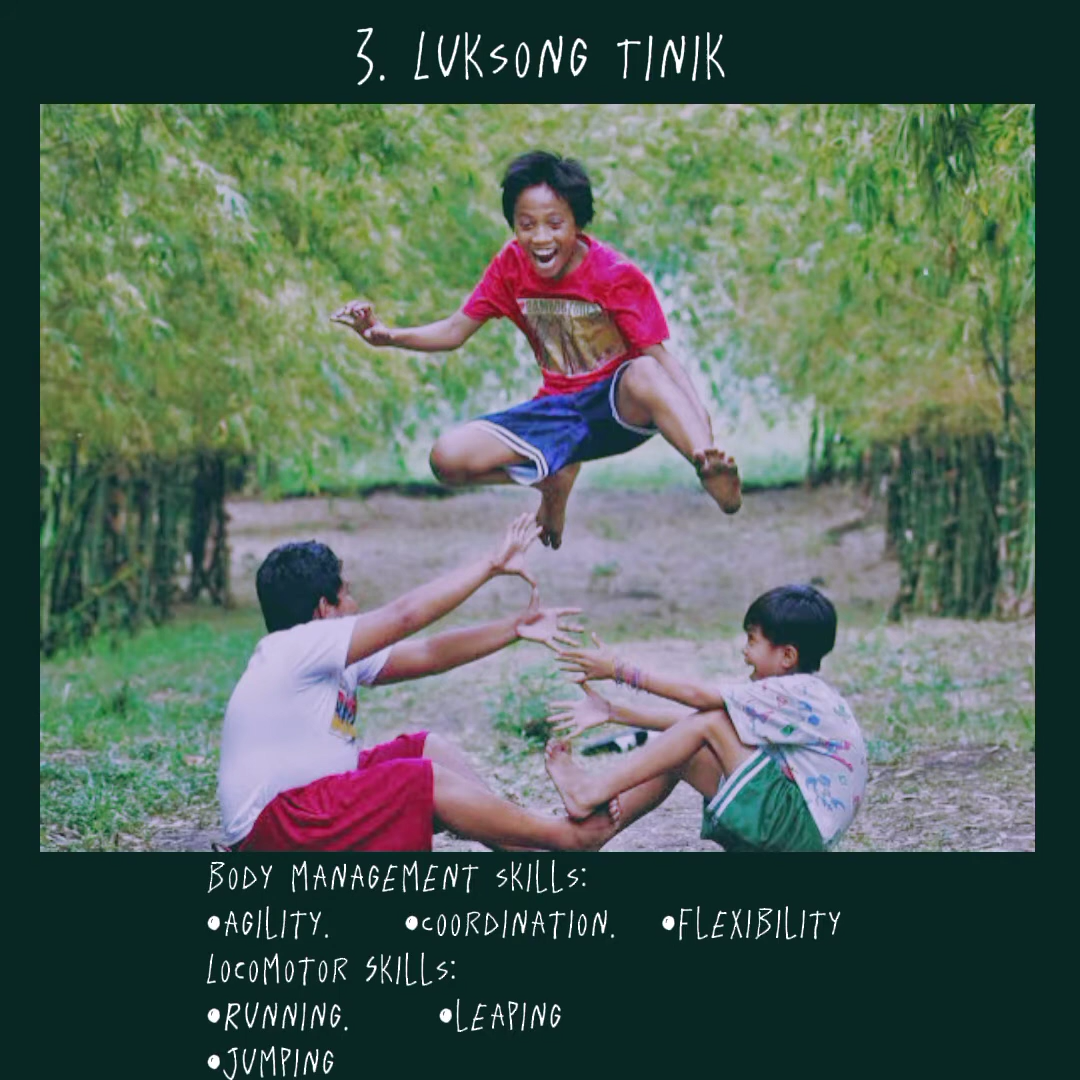 3. LUKSONG TINIK
BODY MANAGEMENT SKILLS:
•AGILITY. •COORDINATION. •FLEXIBILITY
LOCOMOTOR SKILLS:
•RUNNING. •LEAPING
•JUMPING